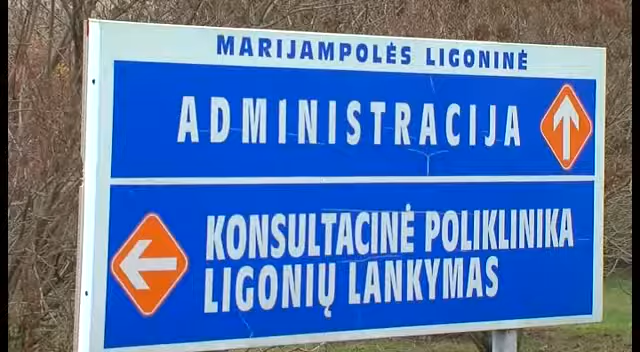 MARIJAMPOLĖS LIGONINĖ
ADMINISTRACIJA
KONSULTACINĖ POLIKLINIKA
LIGONIŲ LANKYMAS